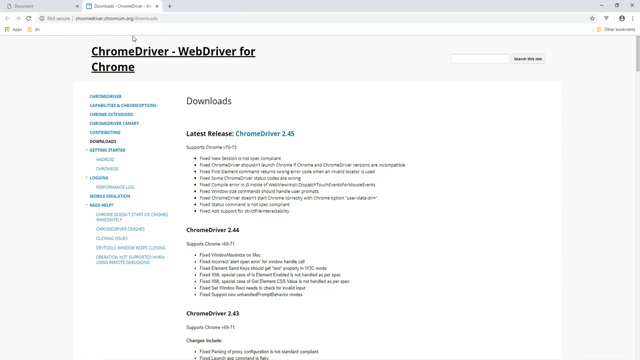 Document
Downloads - ChromeDriver - We
Not secure | chromedriver.chromium.org/downloads
Apps
Other bookmarks
ChromeDriver - WebDriver for
Chrome
Search this site
CHROMEDRIVER
CAPABILITIES & CHROMEOPTIONS
CHROME EXTENSIONS
CHROMEDRIVER CANARY
CONTRIBUTING
DOWNLOADS
GETTING STARTED
ANDROID
CHROMEOS
LOGGING
PERFORMANCE LOG
MOBILE EMULATION
NEED HELP?
CHROME DOESN'T START OR CRASHES
IMMEDIATELY
CHROMEDRIVER CRASHES
CLICKING ISSUES
DEVTOOLS WINDOW KEEPS CLOSING
OPERATION NOT SUPPORTED
WHEN USING REMOTE DEBUGGING
Downloads
Latest Release: ChromeDriver 2.45
Supports Chrome v70-72
Fixed New Session is not spec compliant
Fixed ChromeDriver shouldn't launch Chrome if Chrome and ChromeDriver versions are incompatible
Fixed Find Element command returns wrong error code when an invalid locator is used
Fixed Some ChromeDriver status codes are wrong
Fixed Compile error in JS inside of WebViewImpl::DispatchTouchEventsForMouseEvents
Fixed Window size commands should handle user prompts
Fixed ChromeDriver doesn't start Chrome correctly with Chrome option "user-data-dir="
Fixed Status command is not spec compliant
Fixed Add support for strictFileInteractability
ChromeDriver 2.44
Supports Chrome v69-71
Fixed WindowMaximize on Mac
Fixed Incorrect 'alert open error' for window handle call
Fixed Element Send Keys should get "text" property in W3C mode
Fixed XML special case of Is Element Enabled is not handled as per spec
Fixed XML special case of Get Element CSS Value is not handled as per spec
Fixed Set Window Rect needs to check for invalid input
Fixed Support new unhandledPromptBehavior modes
ChromeDriver 2.43
Supports Chrome v69-71
Changes include:
Fixed Parsing of proxy configuration is not standard compliant
Fixed Launch app command is flaky